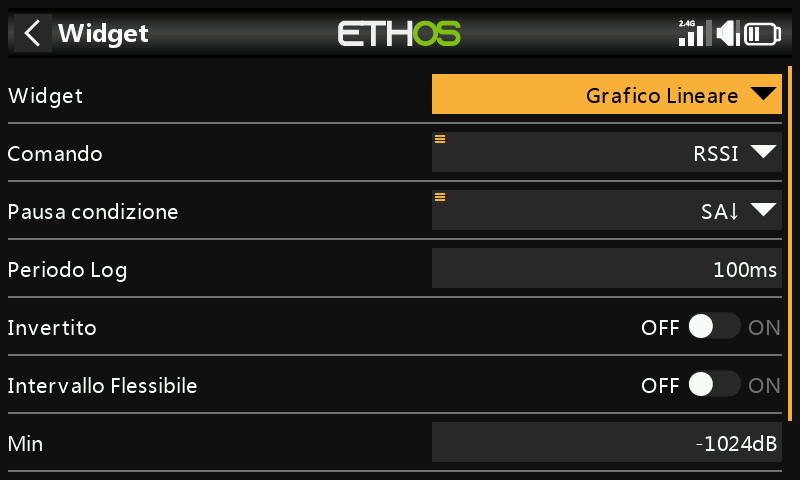 Widget
ETHOS
2.4G
Widget Grafico Lineare
Comando RSSI
Pausa condizione SA↓
Periodo Log 100ms
Invertito OFF ON
Intervallo Flessibile OFF ON
Min -1024dB